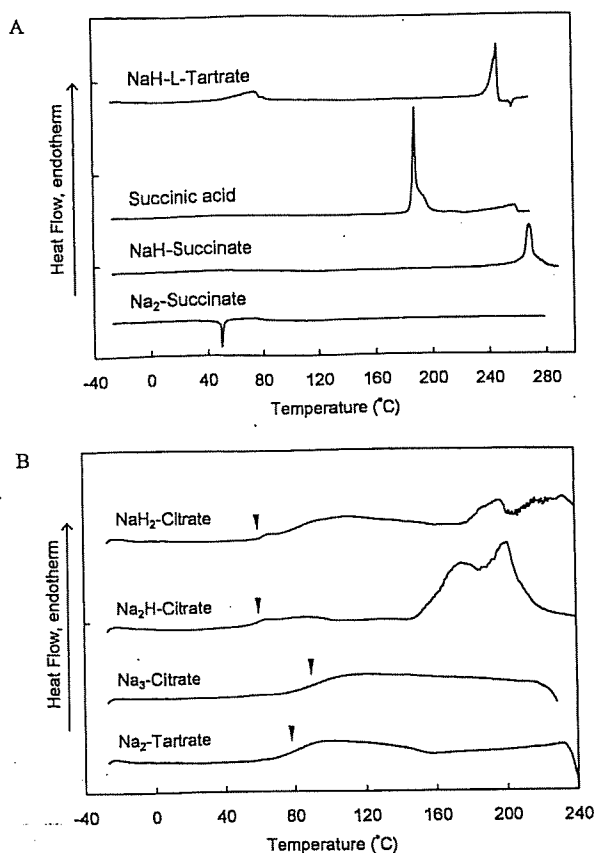 A
Heat Flow, endotherm
NaH-L-Tartrate
Succinic acid
NaH-Succinate
Na₂-Succinate
-40 0 40 80 120 160 200 240 280
Temperature (°C)
B
Heat Flow, endotherm
NaH₂-Citrate
Na₂H-Citrate
Na₃-Citrate
Na₂-Tartrate
-40 0 40 80 120 160 200 240
Temperature (°C)